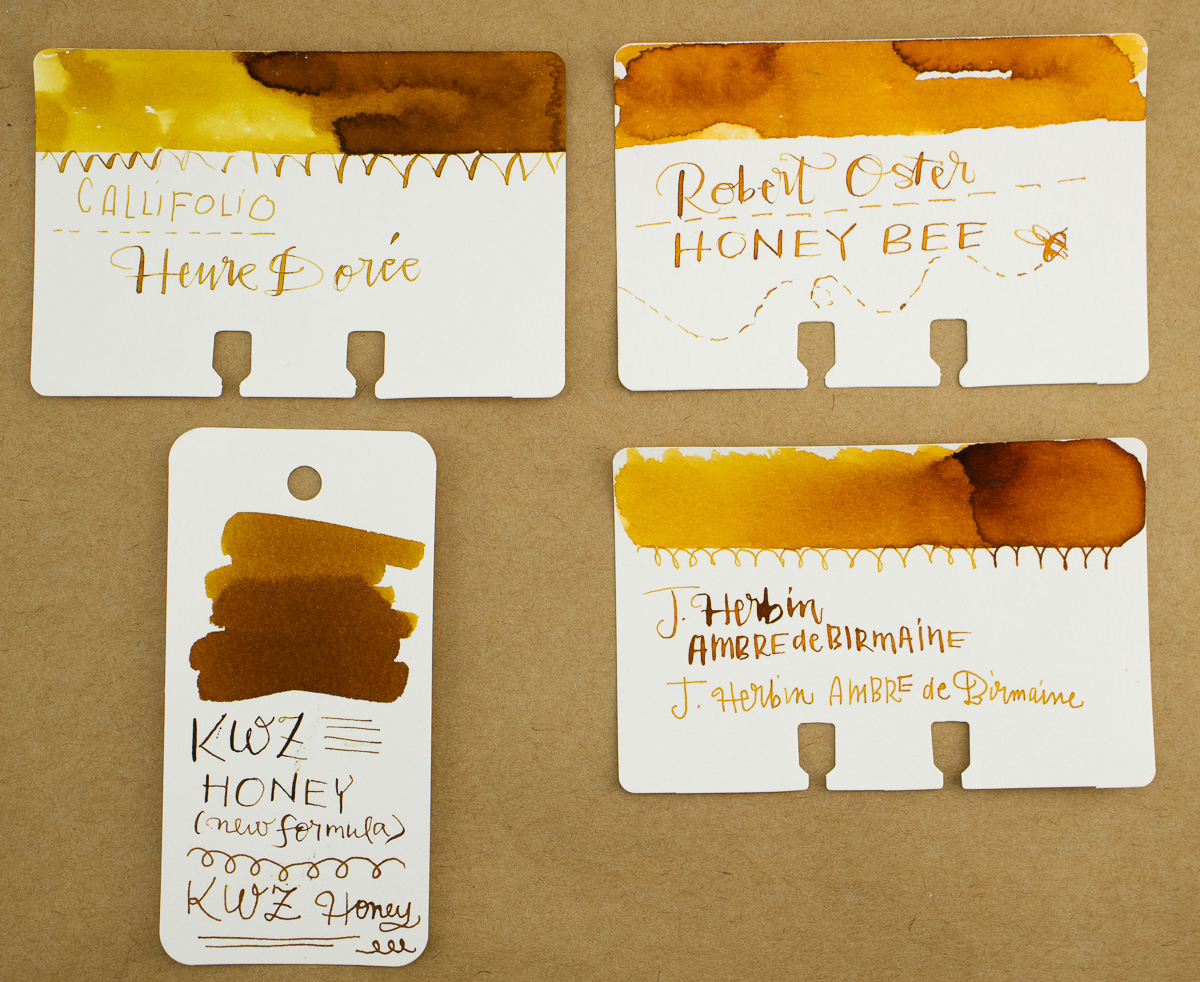 CALLIFOLIO
Heure Dorée
Robert Oster
HONEY BEE
KWZ
HONEY
(new formula)
KWZ Honey
J. Herbin
AMBRE de BIRMAINE
J. Herbin AMBRE de Birmaine